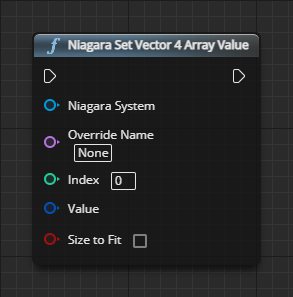 f Niagara Set Vector 4 Array Value
Niagara System
Override Name
None
Index 0
Value
Size to Fit